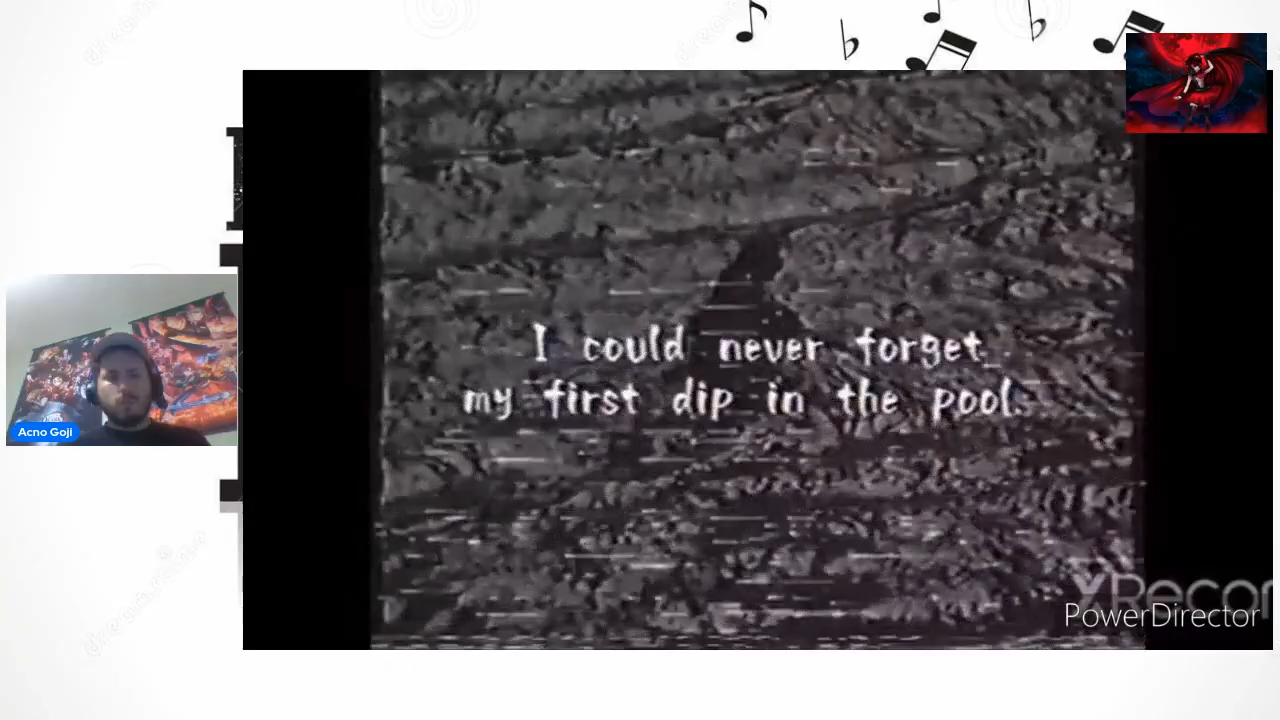 I could never forget
my first dip in the pool.
Acno Goji
PowerDirector